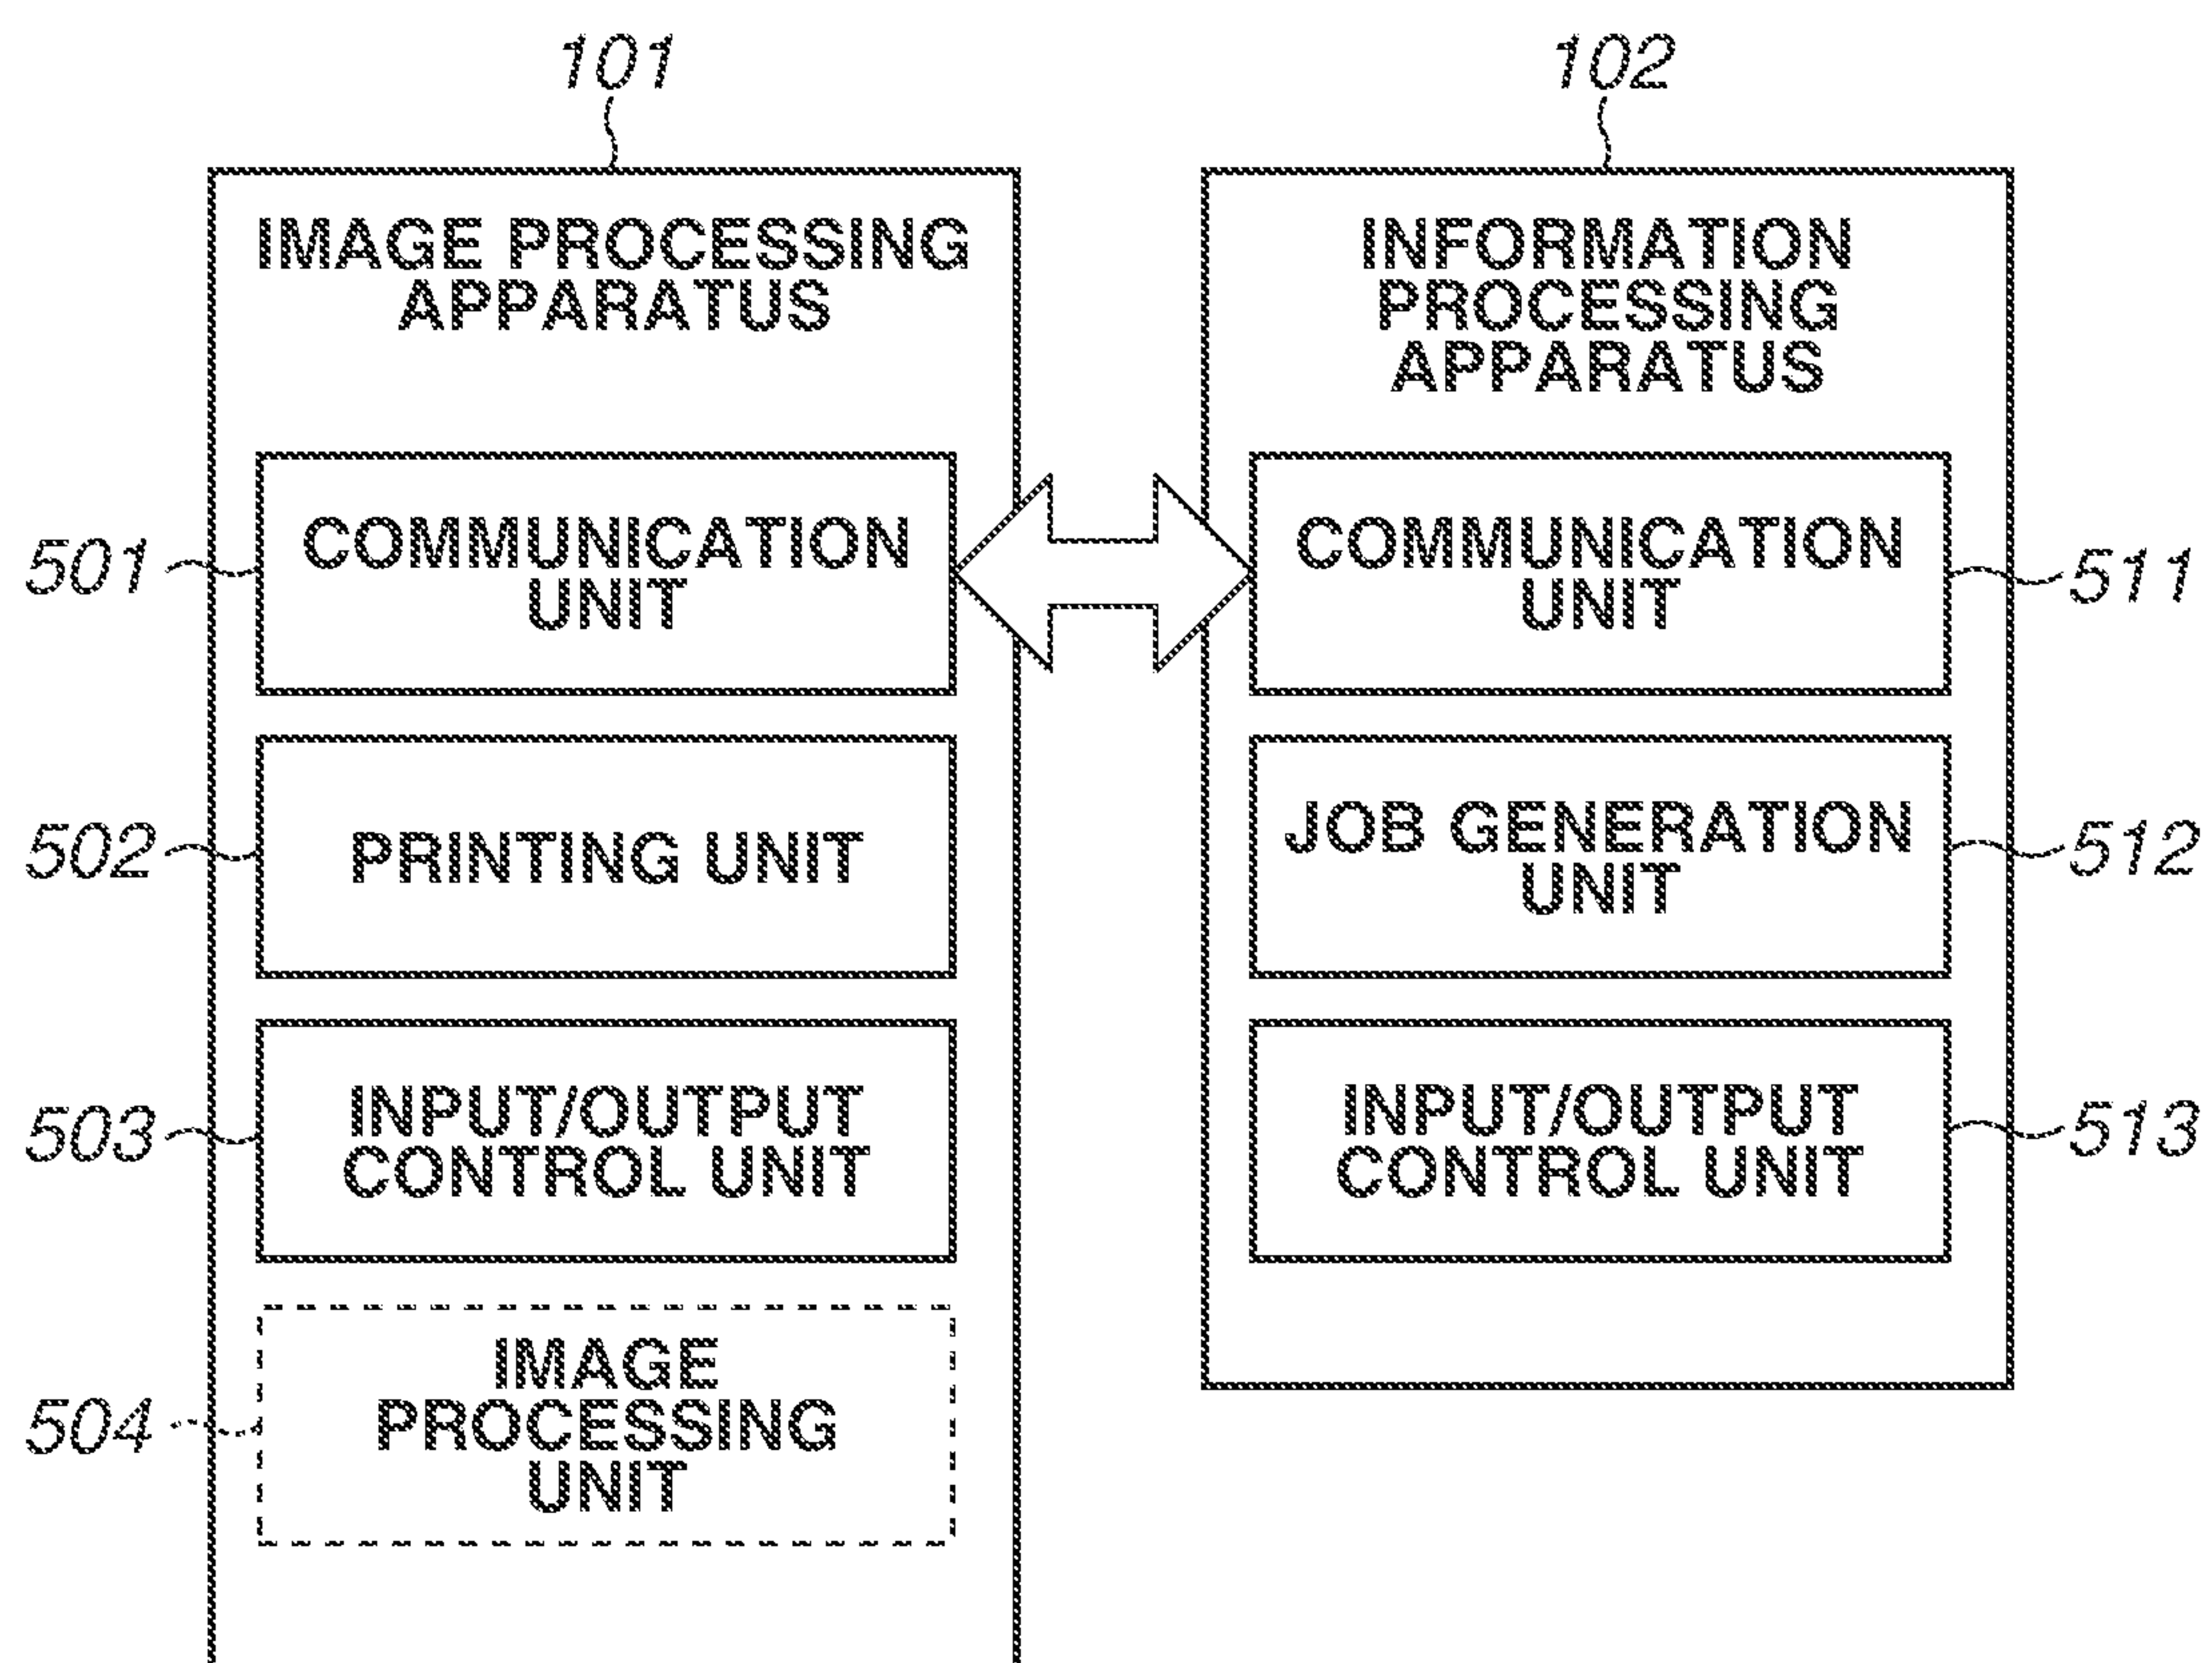 101
IMAGE PROCESSING
APPARATUS
501
COMMUNICATION
UNIT
502
PRINTING UNIT
503
INPUT/OUTPUT
CONTROL UNIT
504
IMAGE
PROCESSING
UNIT
102
INFORMATION
PROCESSING
APPARATUS
COMMUNICATION
UNIT
511
JOB GENERATION
UNIT
512
INPUT/OUTPUT
CONTROL UNIT
513